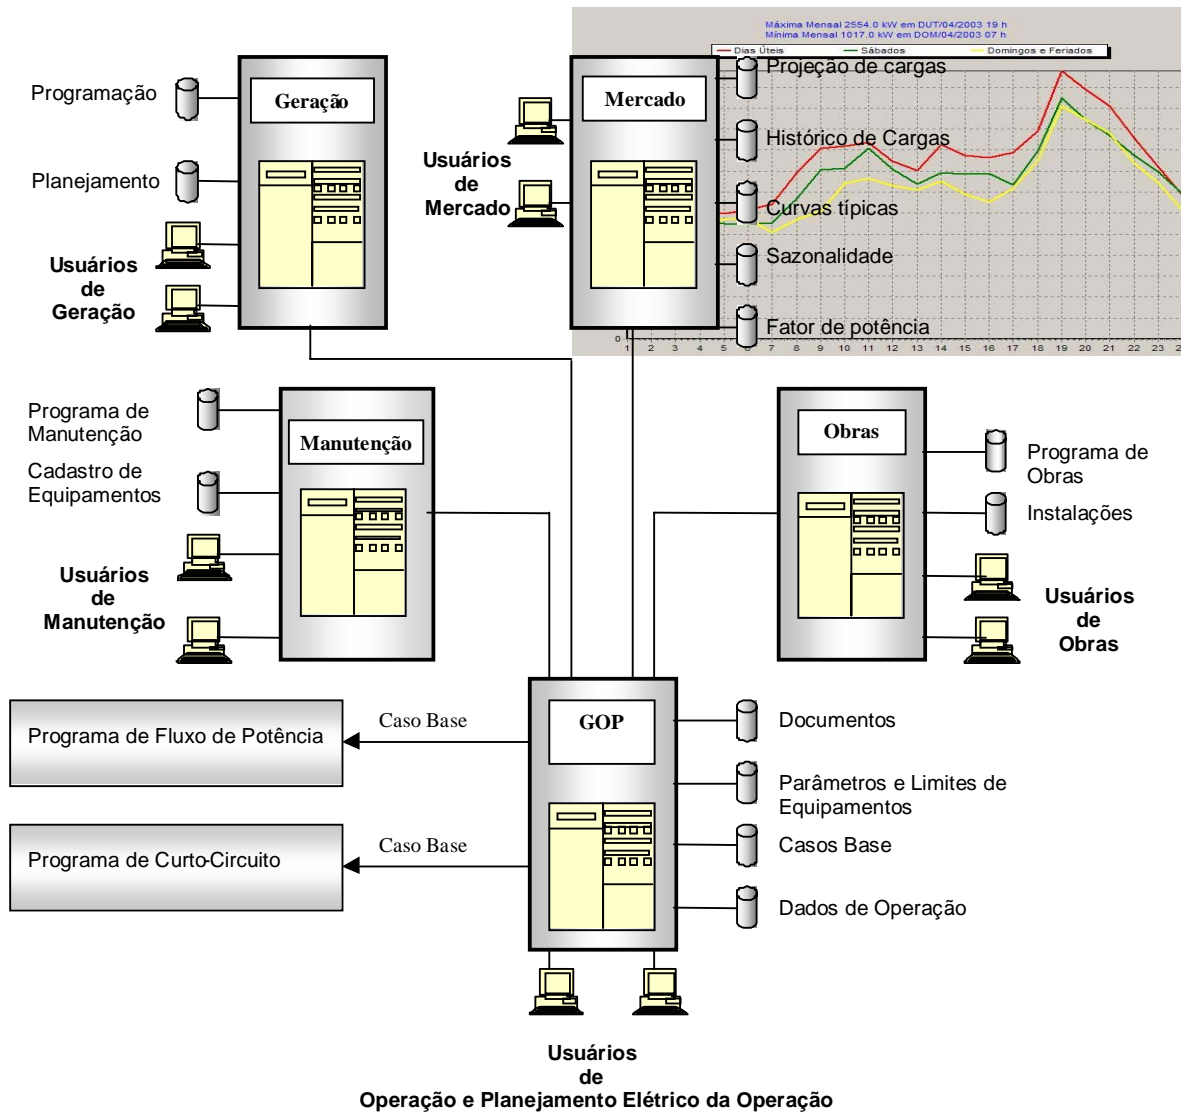 Máxima Mensal 2554.0 kW em DUT/04/2003 19 h
Mínima Mensal 1017.0 kW em DOM/04/2003 07 h
Dias Úteis
Sábados
Domingos e Feriados
Geração
Programação
Planejamento
Usuários
de
Geração
Mercado
Usuários
de
Mercado
Projeção de cargas
Histórico de Cargas
Curvas típicas
Sazonalidade
Fator de potência
0
1 2 3 4 5 6 7 8 9 10 11 12 13 14 15 16 17 18 19 20 21 22 23
Manutenção
Programa de
Manutenção
Cadastro de
Equipamentos
Usuários
de
Manutenção
Obras
Programa de
Obras
Instalações
Usuários
de
Obras
GOP
Caso Base
Programa de Fluxo de Potência
Caso Base
Programa de Curto-Circuito
Documentos
Parâmetros e Limites de
Equipamentos
Casos Base
Dados de Operação
Usuários
de
Operação e Planejamento Elétrico da Operação